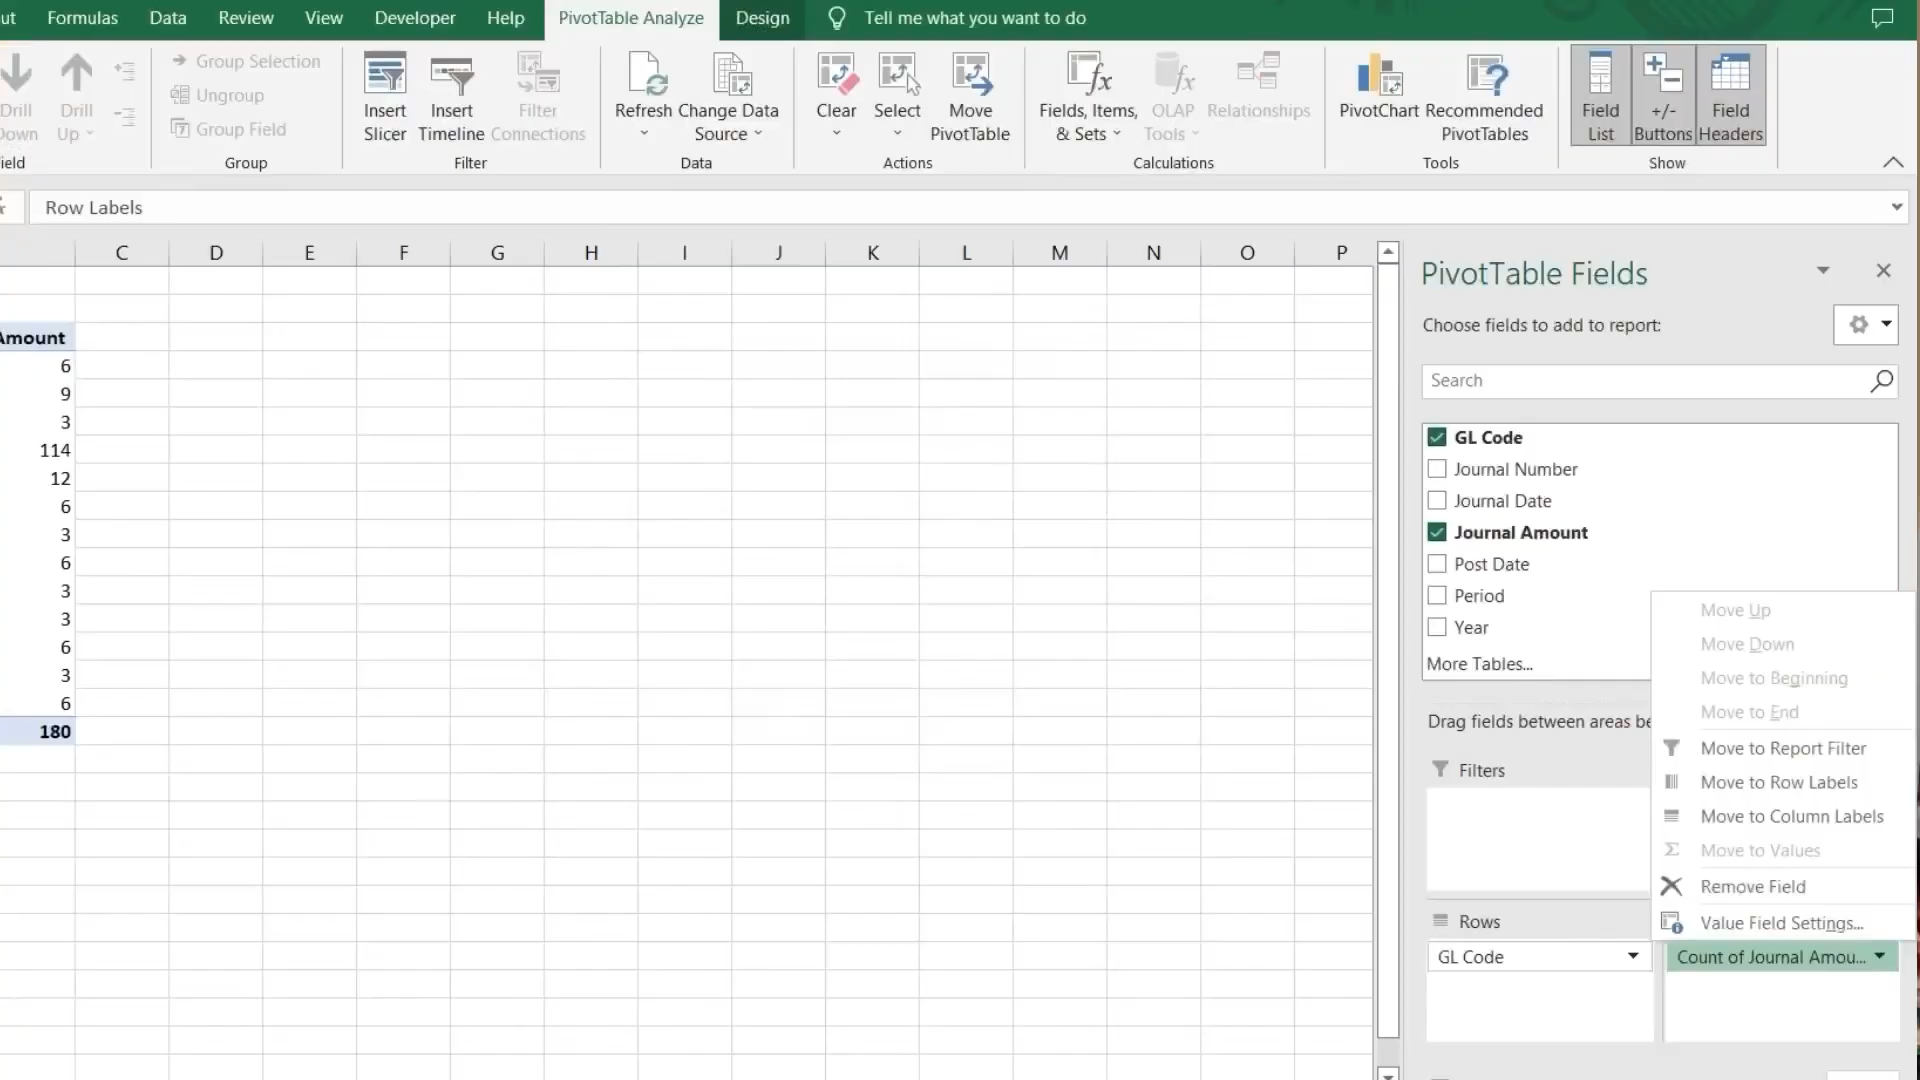 ut Formulas Data Review View Developer Help PivotTable Analyze Design Tell me what you want to do
Drill Down
Drill Up
Group Selection
Ungroup
Group Field
Insert Slicer
Insert Timeline
Filter Connections
Refresh
Change Data Source
Clear
Select
Move PivotTable
Fields, Items, & Sets
OLAP Tools
Relationships
PivotChart
Recommended PivotTables
Field List
+/- Buttons
Field Headers
ield Group Filter Data Actions Calculations Tools Show
Row Labels
C D E F G H I J K L M N O P
Amount
6
9
3
114
12
6
3
6
3
3
6
3
6
180
PivotTable Fields
Choose fields to add to report:
Search
GL Code
Journal Number
Journal Date
Journal Amount
Post Date
Period
Year
More Tables...
Drag fields between areas be
Filters
Rows
GL Code
Move Up
Move Down
Move to Beginning
Move to End
Move to Report Filter
Move to Row Labels
Move to Column Labels
Σ Move to Values
Remove Field
Value Field Settings...
Count of Journal Amou...